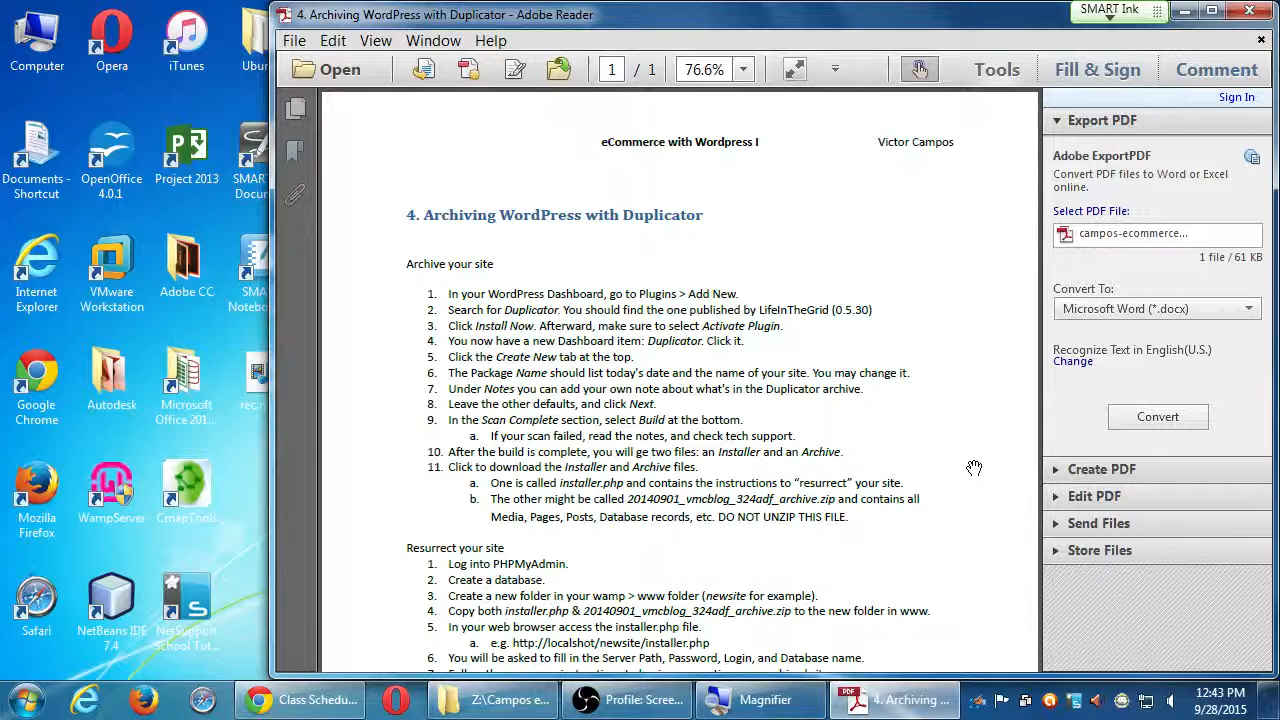 4. Archiving WordPress with Duplicator - Adobe Reader
SMART Ink
File Edit View Window Help
Open
1 / 1
76.6%
Tools
Fill & Sign
Comment
Sign In
Computer
Opera
iTunes
Ubu
Documents - Shortcut
OpenOffice 4.0.1
Project 2013
SMAR
Docu
Internet Explorer
VMware Workstation
Adobe CC
SMA
Noteb
Google Chrome
Autodesk
Microsoft Office 201...
rec.n
Mozilla Firefox
WampServer
CmapTools
Safari
NetBeans IDE 7.4
NetSupport School Tut...
eCommerce with Wordpress I
Victor Campos
4. Archiving WordPress with Duplicator
Archive your site
1. In your WordPress Dashboard, go to Plugins > Add New.
2. Search for Duplicator. You should find the one published by LifeInTheGrid (0.5.30)
3. Click Install Now. Afterward, make sure to select Activate Plugin.
4. You now have a new Dashboard item: Duplicator. Click it.
5. Click the Create New tab at the top.
6. The Package Name should list today's date and the name of your site. You may change it.
7. Under Notes you can add your own note about what's in the Duplicator archive.
8. Leave the other defaults, and click Next.
9. In the Scan Complete section, select Build at the bottom.
a. If your scan failed, read the notes, and check tech support.
10. After the build is complete, you will ge two files: an Installer and an Archive.
11. Click to download the Installer and Archive files.
a. One is called installer.php and contains the instructions to “resurrect” your site.
b. The other might be called 20140901_vmcblog_324adf_archive.zip and contains all
Media, Pages, Posts, Database records, etc. DO NOT UNZIP THIS FILE.
Resurrect your site
1. Log into PHPMyAdmin.
2. Create a database.
3. Create a new folder in your wamp > www folder (newsite for example).
4. Copy both installer.php & 20140901_vmcblog_324adf_archive.zip to the new folder in www.
5. In your web browser access the installer.php file.
a. e.g. http://localshot/newsite/installer.php
6. You will be asked to fill in the Server Path, Password, Login, and Database name.
Export PDF
Adobe ExportPDF
Convert PDF files to Word or Excel
online.
Select PDF File:
campos-ecommerce...
1 file / 61 KB
Convert To:
Microsoft Word (*.docx)
Recognize Text in English(U.S.)
Change
Convert
Create PDF
Edit PDF
Send Files
Store Files
Class Schedu...
Z:\Campos e...
Profile: Scree...
Magnifier
4. Archiving ...
12:43 PM
9/28/2015